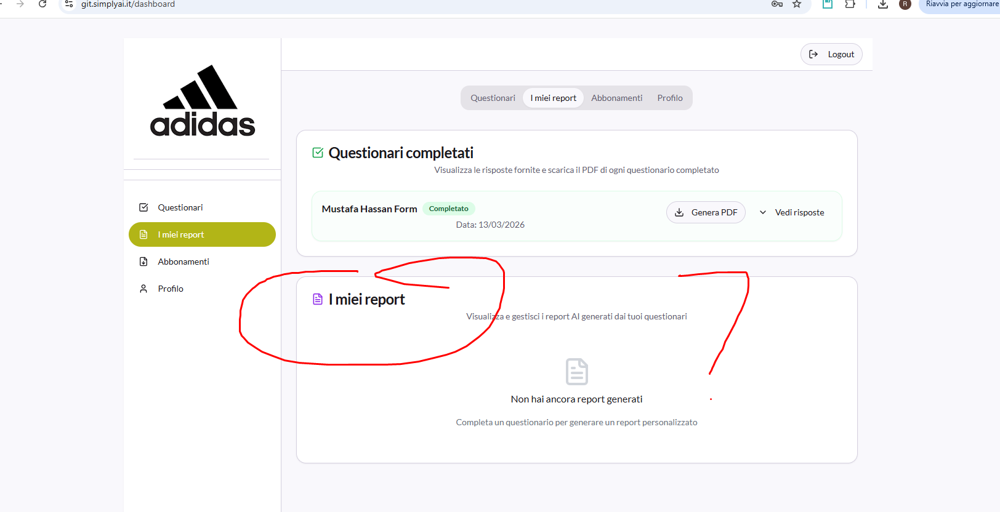 git.simplyai.it/dashboard
R
Riavvia per aggiornare
adidas
Logout
Questionari
I miei report
Abbonamenti
Profilo
Questionari completati
Visualizza le risposte fornite e scarica il PDF di ogni questionario completato
Mustafa Hassan Form
Completato
Data: 13/03/2026
Genera PDF
Vedi risposte
Questionari
I miei report
Abbonamenti
Profilo
I miei report
Visualizza e gestisci i report AI generati dai tuoi questionari
Non hai ancora report generati
Completa un questionario per generare un report personalizzato